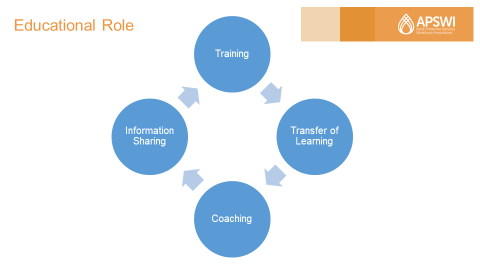 Educational Role
APSWI
Training
Transfer of
Learning
Coaching
Information
Sharing